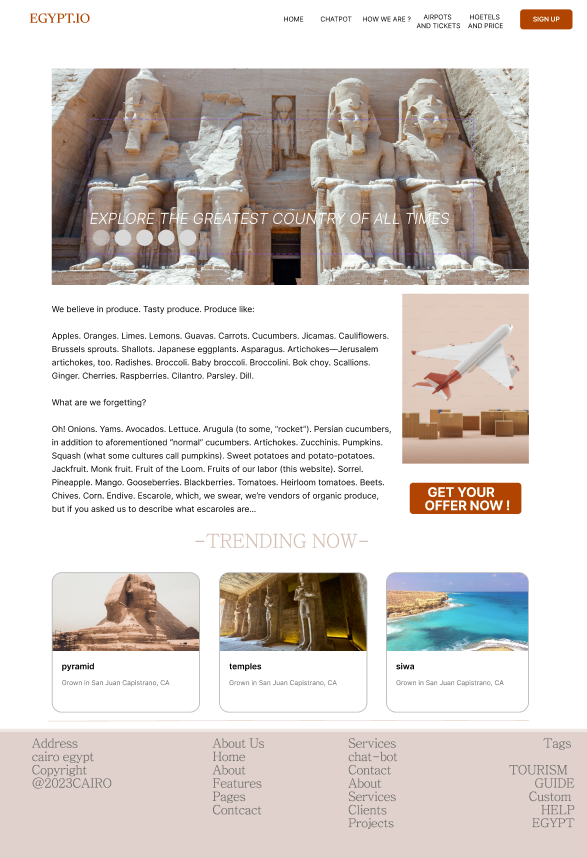 EGYPT.IO
HOME
CHATPOT
HOW WE ARE ?
AIRPOTS
AND TICKETS
HOETELS
AND PRICE
SIGN UP
EXPLORE THE GREATEST COUNTRY OF ALL TIMES
We believe in produce. Tasty produce. Produce like:
Apples. Oranges. Limes. Lemons. Guavas. Carrots. Cucumbers. Jicamas. Cauliflowers.
Brussels sprouts. Shallots. Japanese eggplants. Asparagus. Artichokes—Jerusalem
artichokes, too. Radishes. Broccoli. Baby broccoli. Broccolini. Bok choy. Scallions.
Ginger. Cherries. Raspberries. Cilantro. Parsley. Dill.
What are we forgetting?
Oh! Onions. Yams. Avocados. Lettuce. Arugula (to some, “rocket”). Persian cucumbers,
in addition to aforementioned “normal” cucumbers. Artichokes. Zucchinis. Pumpkins.
Squash (what some cultures call pumpkins). Sweet potatoes and potato-potatoes.
Jackfruit. Monk fruit. Fruit of the Loom. Fruits of our labor (this website). Sorrel.
Pineapple. Mango. Gooseberries. Blackberries. Tomatoes. Heirloom tomatoes. Beets.
Chives. Corn. Endive. Escarole, which, we swear, we’re vendors of organic produce,
but if you asked us to describe what escaroles are...
GET YOUR
OFFER NOW !
-TRENDING NOW-
pyramid
Grown in San Juan Capistrano, CA
temples
Grown in San Juan Capistrano, CA
siwa
Grown in San Juan Capistrano, CA
Address
cairo egypt
Copyright
@2023CAIRO
About Us
Home
About
Features
Pages
Contcact
Services
chat-bot
Contact
About
Services
Clients
Projects
Tags
TOURISM
GUIDE
Custom
HELP
EGYPT